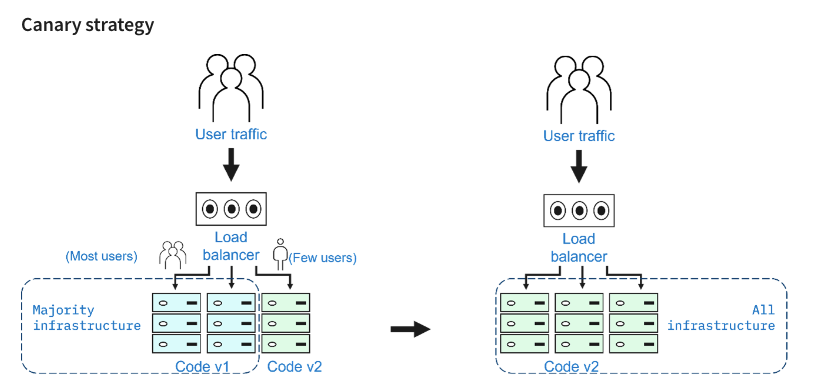 Canary strategy
User traffic
Load
balancer
(Most users)
(Few users)
Majority
infrastructure
Code v1
Code v2
User traffic
Load
balancer
All
infrastructure
Code v2